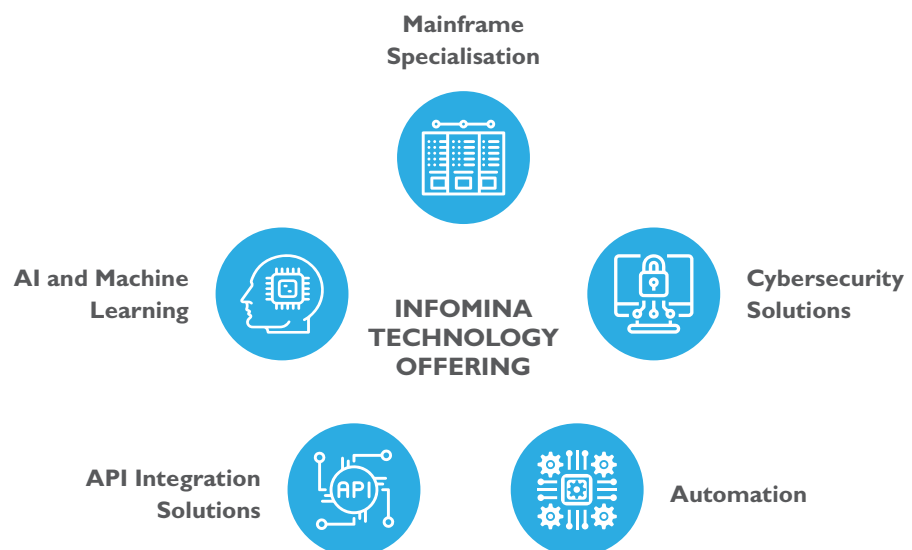 Mainframe
Specialisation
AI and Machine
Learning
INFOMINA
TECHNOLOGY
OFFERING
Cybersecurity
Solutions
API Integration
Solutions
API
Automation